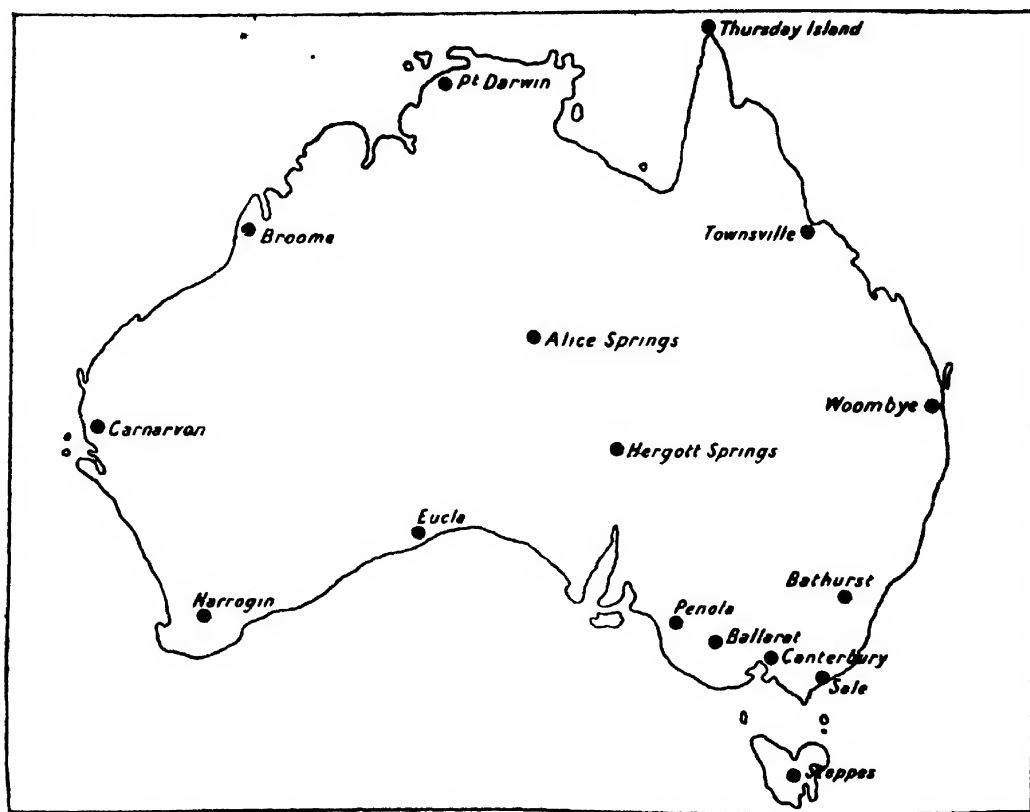 Thursday Island
Pt Darwin
Broome
Townsville
Alice Springs
Woombye
Carnarvon
Hergott Springs
Eucla
Bathurst
Narrogin
Penola
Ballarat
Canterbury
Sale
Steppes